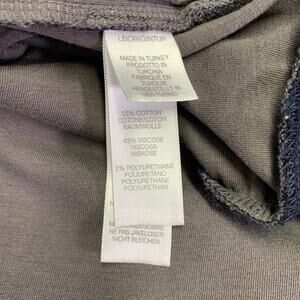 LBORIGINTUR
MADE IN TURKEY
PRODOTTO IN
TURCHIA
FABRIQUÉ EN
TURQUIE
HERGESTELLT IN
DER TÜRKEI
55% COTTON
COTONE/COTON
BAUMWOLLE
43% VISCOSE
VISCOSA
VISKOSE
2% POLYURETHANE
POLIURETANO
POLYURETHANE
POLYURETHAN
NE PAS JAVELLISER
NICHT BLEICHEN